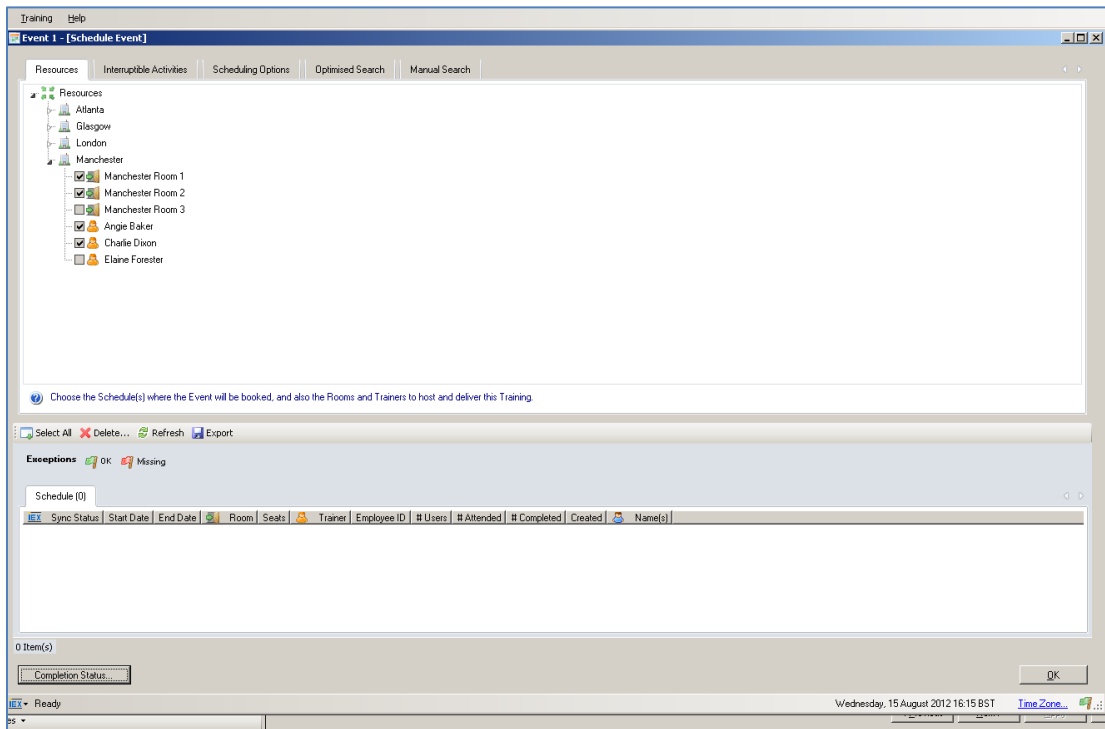 Training Help
Event 1 - [Schedule Event]
Resources Interruptible Activities Scheduling Options Optimised Search Manual Search
Resources
Atlanta
Glasgow
London
Manchester
Manchester Room 1
Manchester Room 2
Manchester Room 3
Angie Baker
Charlie Dixon
Elaine Forester
Choose the Schedule(s) where the Event will be booked, and also the Rooms and Trainers to host and deliver this Training.
Select All Delete... Refresh Export
Exceptions OK Missing
Schedule (0)
IEX Sync Status Start Date End Date Room Seats Trainer Employee ID # Users # Attended # Completed Created Name(s)
0 Item(s)
Completion Status... OK
IEX Ready Wednesday, 15 August 2012 16:15 BST Time Zone...